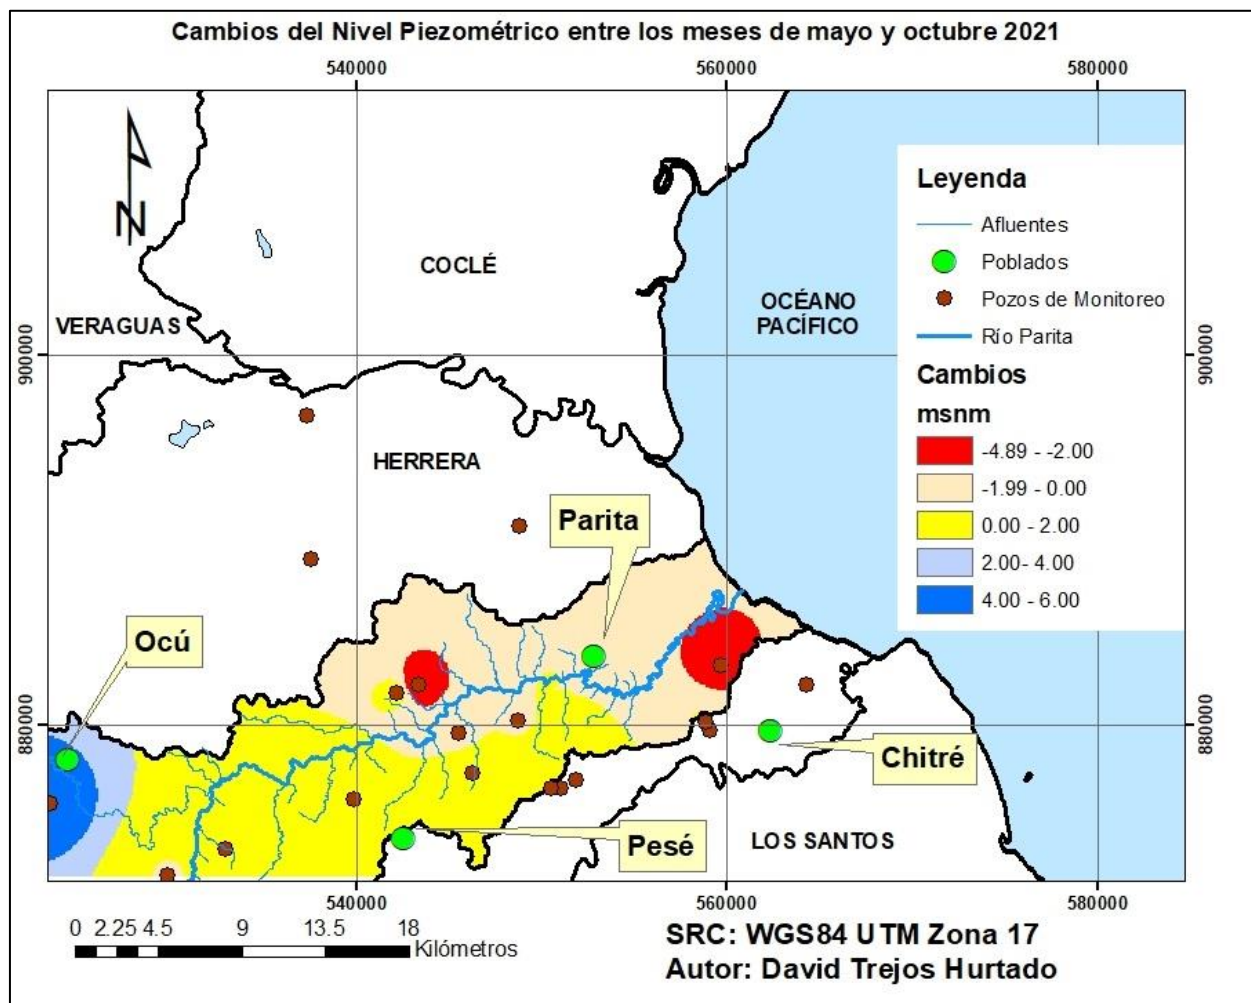 Cambios del Nivel Piezométrico entre los meses de mayo y octubre 2021
540000 560000 580000
Leyenda
Afluentes
Poblados
Pozos de Monitoreo
Río Parita
Cambios
msnm
-4.89 - -2.00
-1.99 - 0.00
0.00 - 2.00
2.00- 4.00
4.00 - 6.00
N
COCLÉ
VERAGUAS
OCÉANO
PACÍFICO
900000 900000
HERRERA
Parita
Ocú
880000 880000
Chitré
Pesé
LOS SANTOS
540000 560000 580000
0 2.25 4.5 9 13.5 18
Kilómetros
SRC: WGS84 UTM Zona 17
Autor: David Trejos Hurtado